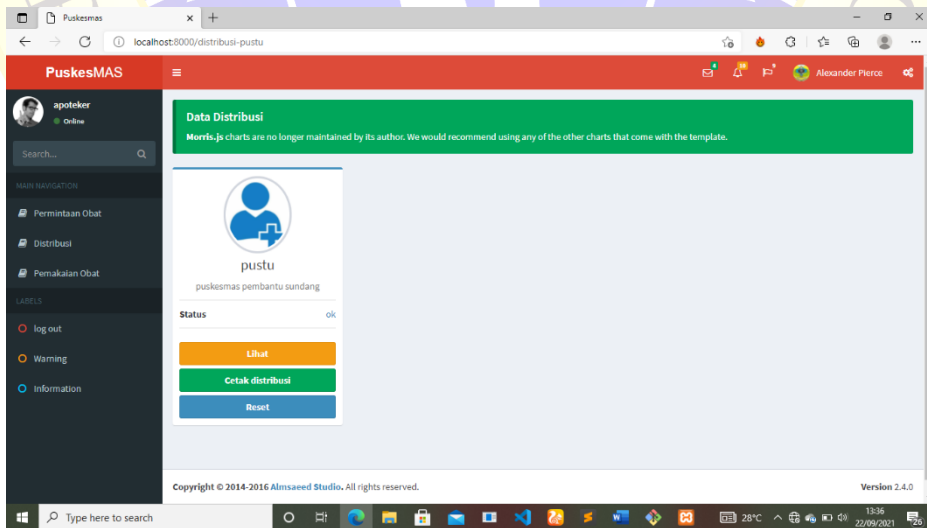 Puskesmas
localhost:8000/distribusi-pustu
PuskesMAS
4
10
9
Alexander Pierce
apoteker
Online
Search...
MAIN NAVIGATION
Permintaan Obat
Distribusi
Pemakaian Obat
LABELS
log out
Warning
Information
Data Distribusi
Morris.js charts are no longer maintained by its author. We would recommend using any of the other charts that come with the template.
pustu
puskesmas pembantu sundang
Status ok
Lihat
Cetak distribusi
Reset
Copyright © 2014-2016 Almsaeed Studio. All rights reserved.
Version 2.4.0
Type here to search
28°C
13:36
22/09/2021
26